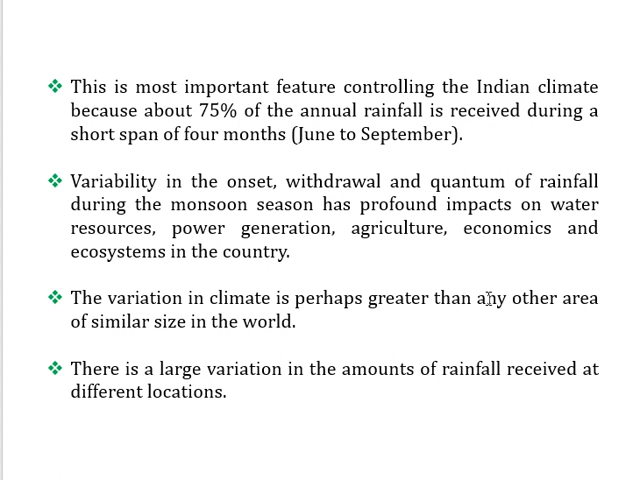 This is most important feature controlling the Indian climate
because about 75% of the annual rainfall is received during a
short span of four months (June to September).
Variability in the onset, withdrawal and quantum of rainfall
during the monsoon season has profound impacts on water
resources, power generation, agriculture, economics and
ecosystems in the country.
The variation in climate is perhaps greater than any other area
of similar size in the world.
There is a large variation in the amounts of rainfall received at
different locations.